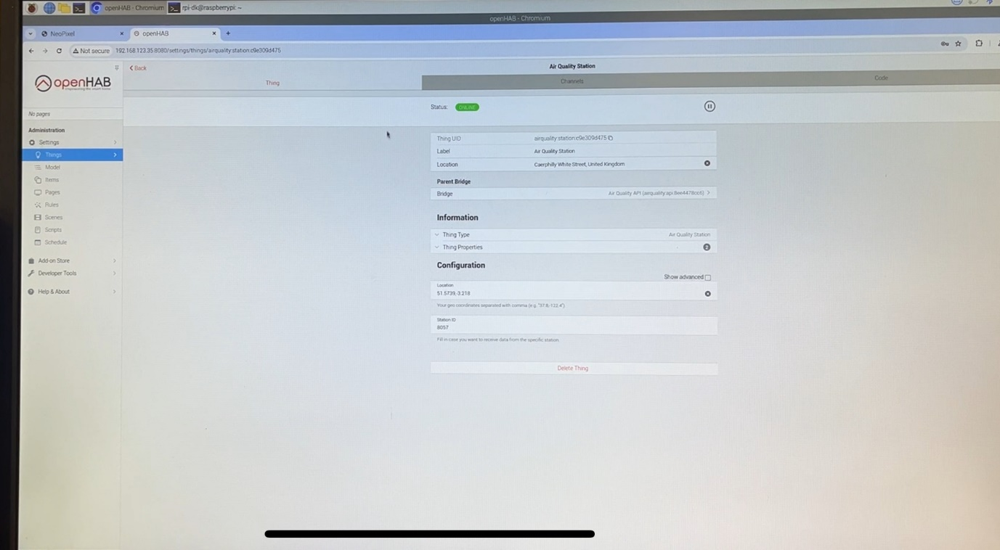 openHAB - Chromium
rpi-dk@raspberrypi: ~
openHAB - Chromium
NeoPixel
openHAB
Not secure
192.168.123.35:8080/settings/things/airquality:station:c9e309d475
openHAB
empowering the smart home
Back
Air Quality Station
Thing
Channels
Code
No pages
Administration
Settings
Things
Model
Items
Pages
Rules
Scenes
Scripts
Schedule
Add-on Store
Developer Tools
Help & About
Status:
ONLINE
Thing UID
airquality:station:c9e309d475
Label
Air Quality Station
Location
Caerphilly White Street, United Kingdom
Parent Bridge
Bridge
Air Quality API (airquality:api:8ee4478cc6)
Information
Thing Type
Air Quality Station
Thing Properties
2
Configuration
Show advanced
Location
51.5739,-3.218
Your geo coordinates separated with comma (e.g. "37.8,-122.4")
Station ID
8057
Fill in case you want to receive data from the specific station.
Delete Thing